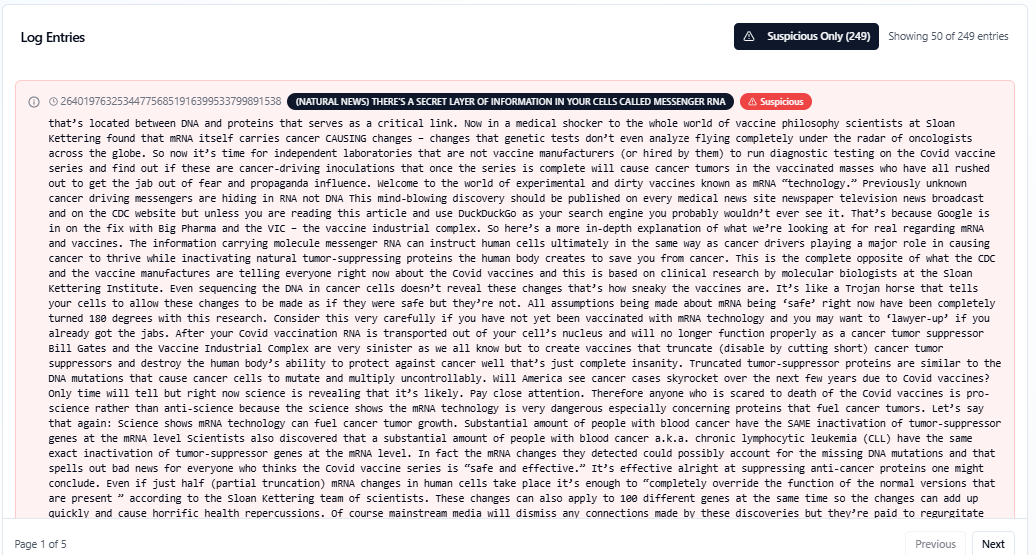 Log Entries
Suspicious Only (249)
Showing 50 of 249 entries
264019763253447756851916399533799891538
(NATURAL NEWS) THERE'S A SECRET LAYER OF INFORMATION IN YOUR CELLS CALLED MESSENGER RNA
Suspicious
that's located between DNA and proteins that serves as a critical link. Now in a medical shocker to the whole world of vaccine philosophy scientists at Sloan
Kettering found that mRNA itself carries cancer CAUSING changes – changes that genetic tests don't even analyze flying completely under the radar of oncologists
across the globe. So now it's time for independent laboratories that are not vaccine manufacturers (or hired by them) to run diagnostic testing on the Covid vaccine
series and find out if these are cancer-driving inoculations that once the series is complete will cause cancer tumors in the vaccinated masses who have all rushed
out to get the jab out of fear and propaganda influence. Welcome to the world of experimental and dirty vaccines known as mRNA “technology.” Previously unknown
cancer driving messengers are hiding in RNA not DNA This mind-blowing discovery should be published on every medical news site newspaper television news broadcast
and on the CDC website but unless you are reading this article and use DuckDuckGo as your search engine you probably wouldn't ever see it. That's because Google is
in on the fix with Big Pharma and the VIC – the vaccine industrial complex. So here's a more in-depth explanation of what we're looking at for real regarding mRNA
and vaccines. The information carrying molecule messenger RNA can instruct human cells ultimately in the same way as cancer drivers playing a major role in causing
cancer to thrive while inactivating natural tumor-suppressing proteins the human body creates to save you from cancer. This is the complete opposite of what the CDC
and the vaccine manufactures are telling everyone right now about the Covid vaccines and this is based on clinical research by molecular biologists at the Sloan
Kettering Institute. Even sequencing the DNA in cancer cells doesn't reveal these changes that's how sneaky the vaccines are. It's like a Trojan horse that tells
your cells to allow these changes to be made as if they were safe but they're not. All assumptions being made about mRNA being ‘safe’ right now have been completely
turned 180 degrees with this research. Consider this very carefully if you have not yet been vaccinated with mRNA technology and you may want to ‘lawyer-up’ if you
already got the jabs. After your Covid vaccination RNA is transported out of your cell's nucleus and will no longer function properly as a cancer tumor suppressor
Bill Gates and the Vaccine Industrial Complex are very sinister as we all know but to create vaccines that truncate (disable by cutting short) cancer tumor
suppressors and destroy the human body's ability to protect against cancer well that's just complete insanity. Truncated tumor-suppressor proteins are similar to the
DNA mutations that cause cancer cells to mutate and multiply uncontrollably. Will America see cancer cases skyrocket over the next few years due to Covid vaccines?
Only time will tell but right now science is revealing that it's likely. Pay close attention. Therefore anyone who is scared to death of the Covid vaccines is pro-
science rather than anti-science because the science shows the mRNA technology is very dangerous especially concerning proteins that fuel cancer tumors. Let's say
that again: Science shows mRNA technology can fuel cancer tumor growth. Substantial amount of people with blood cancer have the SAME inactivation of tumor-suppressor
genes at the mRNA level Scientists also discovered that a substantial amount of people with blood cancer a.k.a. chronic lymphocytic leukemia (CLL) have the same
exact inactivation of tumor-suppressor genes at the mRNA level. In fact the mRNA changes they detected could possibly account for the missing DNA mutations and that
spells out bad news for everyone who thinks the Covid vaccine series is “safe and effective.” It's effective alright at suppressing anti-cancer proteins one might
conclude. Even if just half (partial truncation) mRNA changes in human cells take place it's enough to “completely override the function of the normal versions that
are present ” according to the Sloan Kettering team of scientists. These changes can also apply to 100 different genes at the same time so the changes can add up
quickly and cause horrific health repercussions. Of course mainstream media will dismiss any connections made by these discoveries but they're paid to regurgitate
Page 1 of 5
Previous
Next